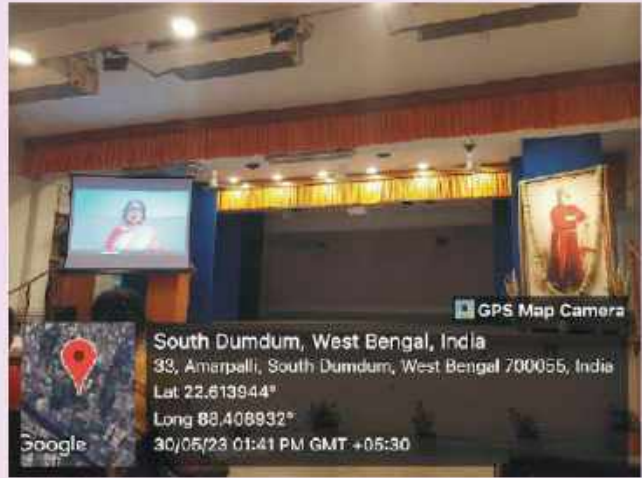 GPS Map Camera
South Dumdum, West Bengal, India
33, Amarpalli, South Dumdum, West Bengal 700055, India
Lat 22.613944°
Long 88.408932°
30/05/23 01:41 PM GMT +05:30
Google